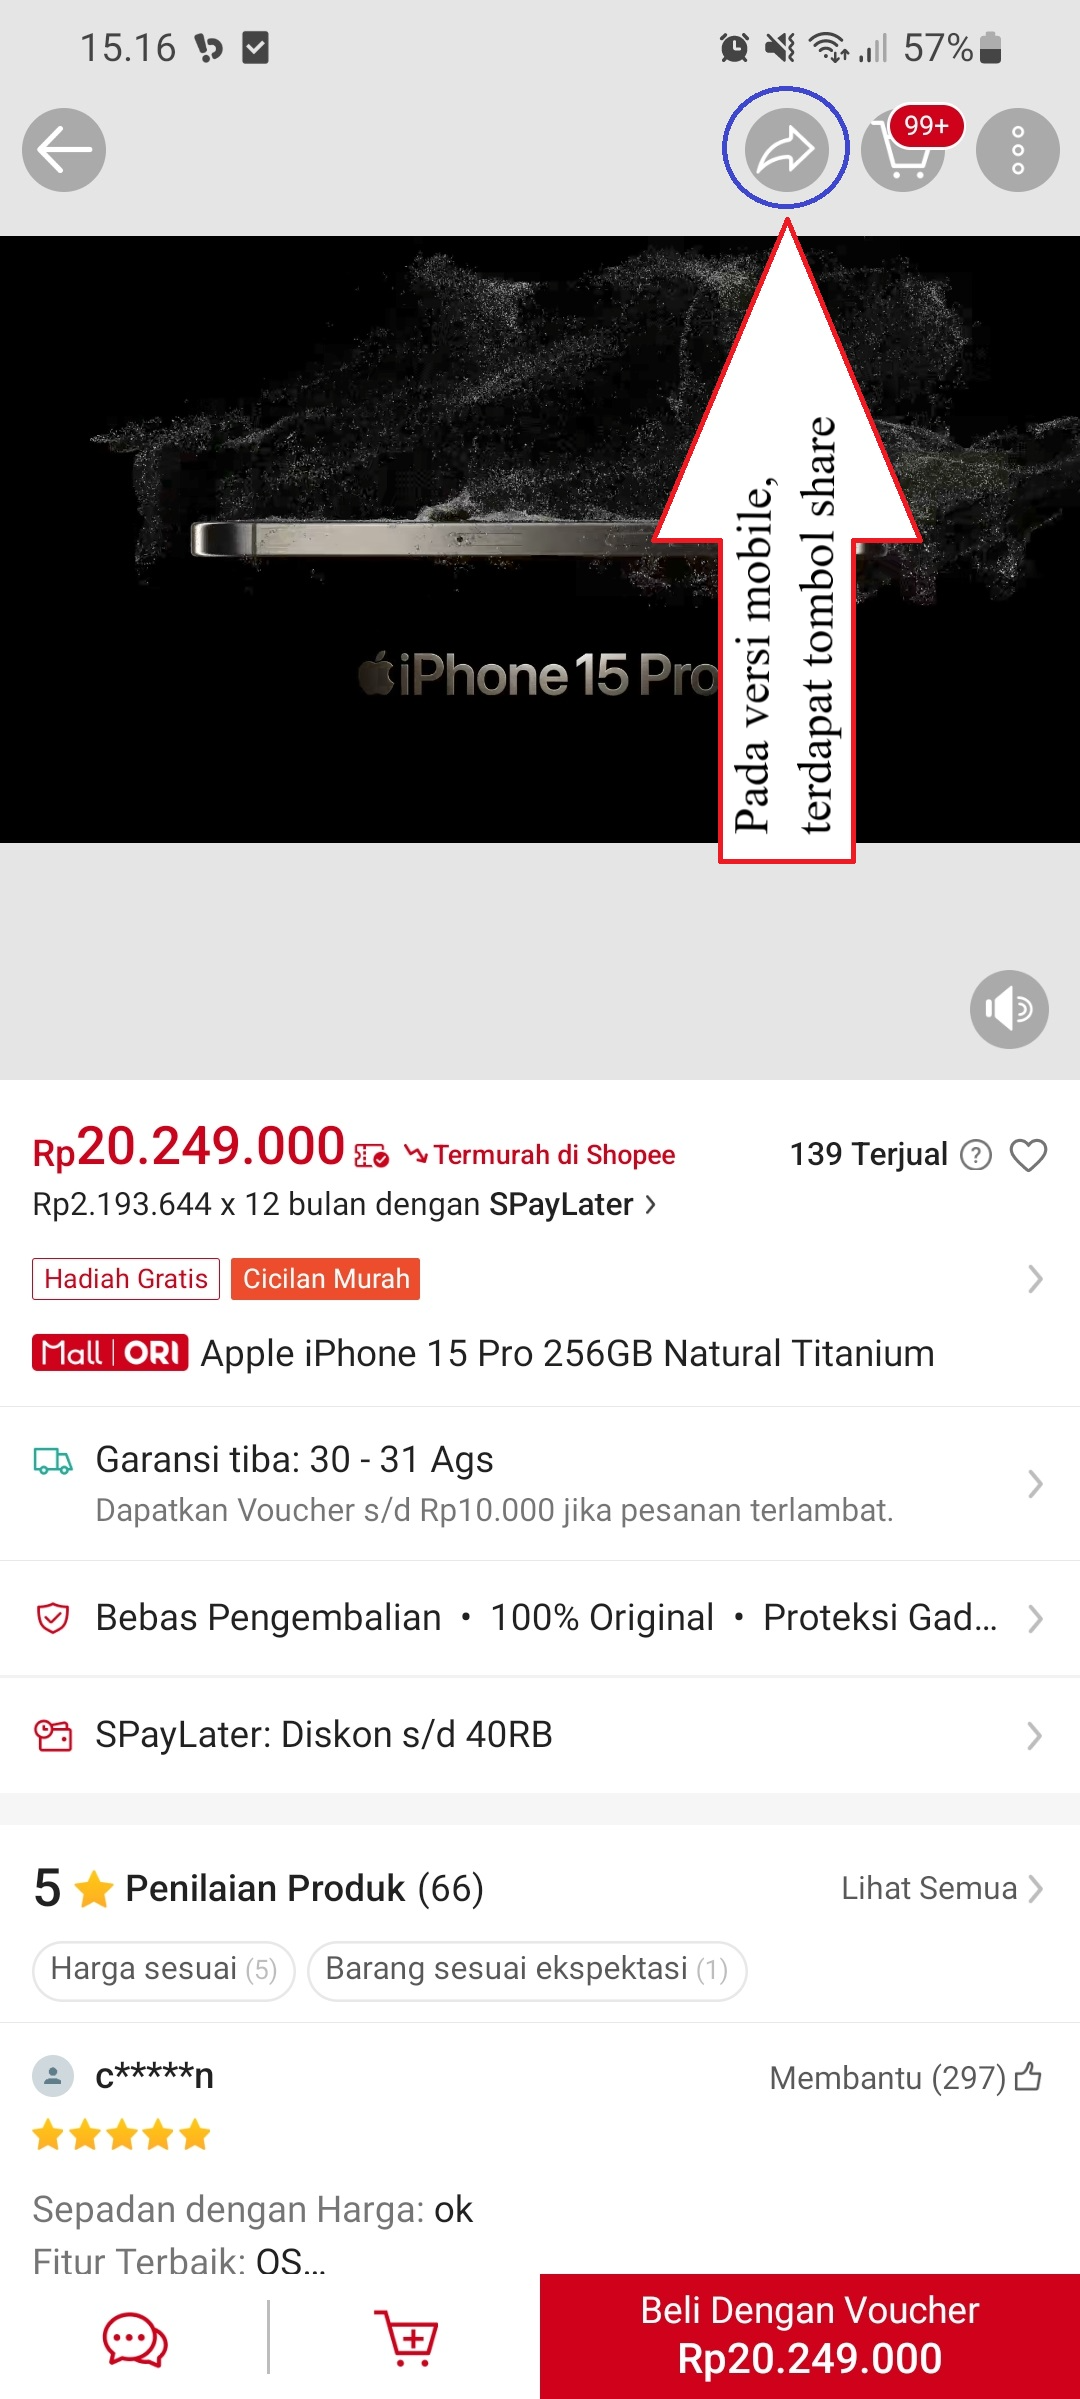 15.16
57%
99+
Pada versi mobile,
terdapat tombol share
iPhone 15 Pro
Rp20.249.000 Termurah di Shopee 139 Terjual ?
Rp2.193.644 x 12 bulan dengan SPayLater >
Hadiah Gratis Cicilan Murah
Mall | ORI Apple iPhone 15 Pro 256GB Natural Titanium
Garansi tiba: 30 - 31 Ags
Dapatkan Voucher s/d Rp10.000 jika pesanan terlambat.
Bebas Pengembalian • 100% Original • Proteksi Gad...
SPayLater: Diskon s/d 40RB
5 Penilaian Produk (66) Lihat Semua
Harga sesuai (5) Barang sesuai ekspektasi (1)
c*****n Membantu (297)
Sepadan dengan Harga: ok
Fitur Terbaik: OS...
Beli Dengan Voucher
Rp20.249.000